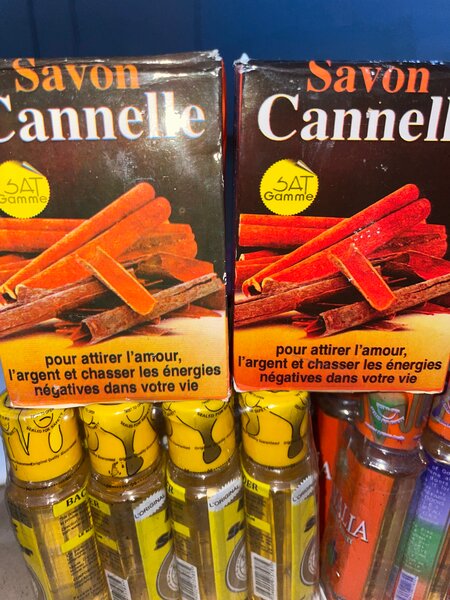 Savon
Cannelle
SAT
Gamme
pour attirer l'amour,
l'argent et chasser les énergies
négatives dans votre vie
Savon
Cannell
SAT
Gamme
pour attirer l'amour,
l'argent et chasser les énergies
négatives dans votre vie
L'ORIGINAL
L'ORIGINAL